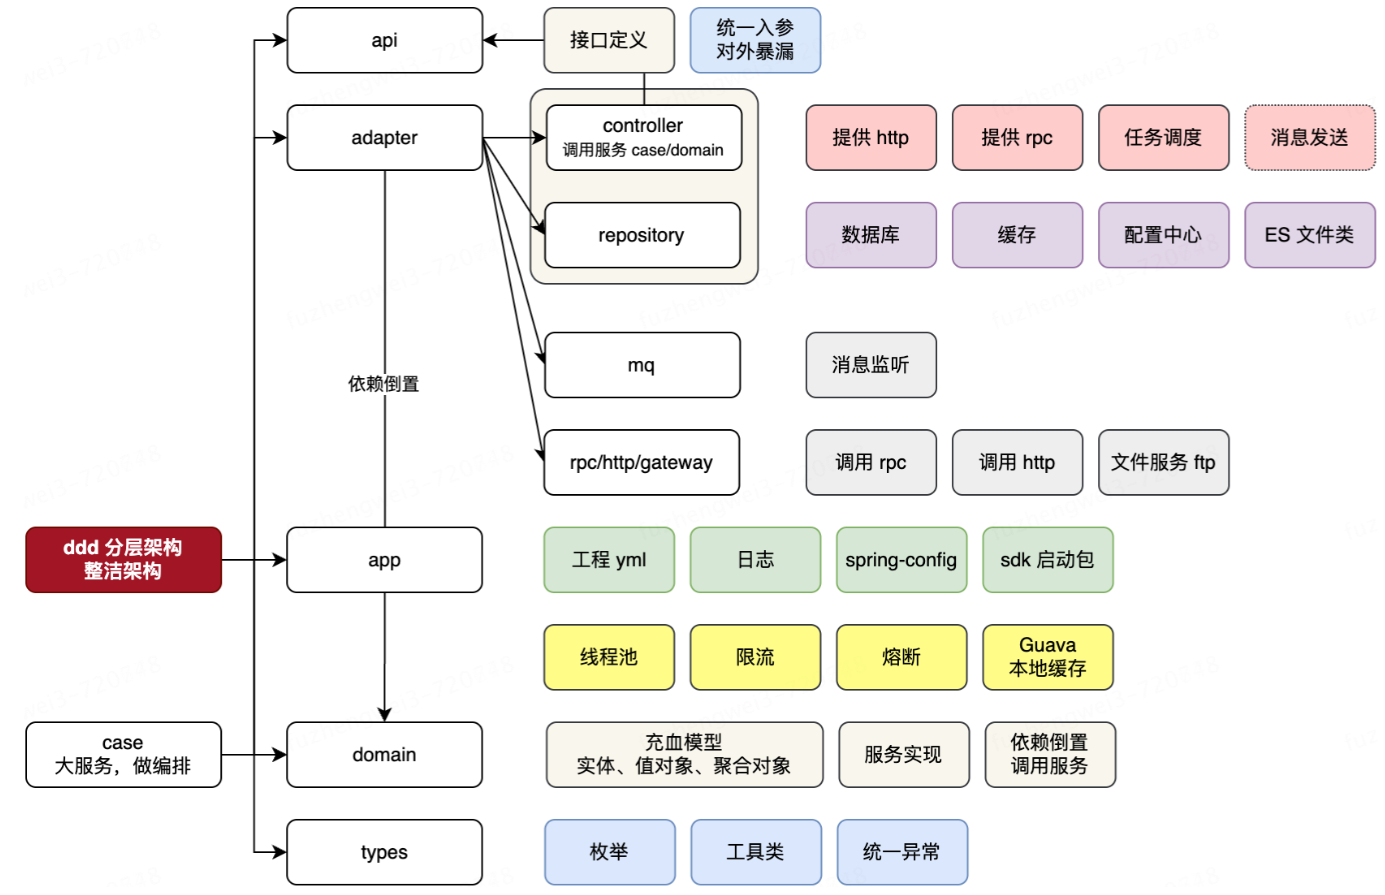 api
接口定义
统一入参
对外暴漏
adapter
controller
调用服务 case/domain
提供 http
提供 rpc
任务调度
消息发送
repository
数据库
缓存
配置中心
ES 文件类
mq
消息监听
依赖倒置
rpc/http/gateway
调用 rpc
调用 http
文件服务 ftp
ddd 分层架构
整洁架构
app
工程 yml
日志
spring-config
sdk 启动包
线程池
限流
熔断
Guava
本地缓存
case
大服务，做编排
domain
充血模型
实体、值对象、聚合对象
服务实现
依赖倒置
调用服务
types
枚举
工具类
统一异常